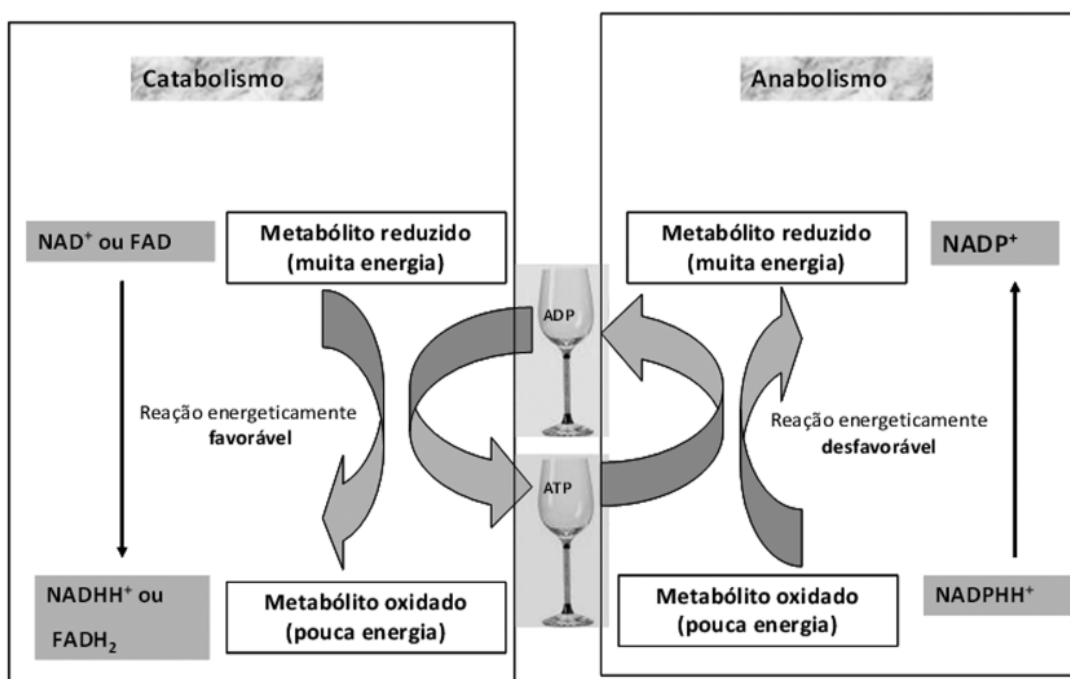 Catabolismo
Anabolismo
NAD⁺ ou FAD
Metabólito reduzido
(muita energia)
Metabólito reduzido
(muita energia)
NADP⁺
ADP
Reação energeticamente
favorável
Reação energeticamente
desfavorável
ATP
NADHH⁺ ou
FADH₂
Metabólito oxidado
(pouca energia)
Metabólito oxidado
(pouca energia)
NADPHH⁺